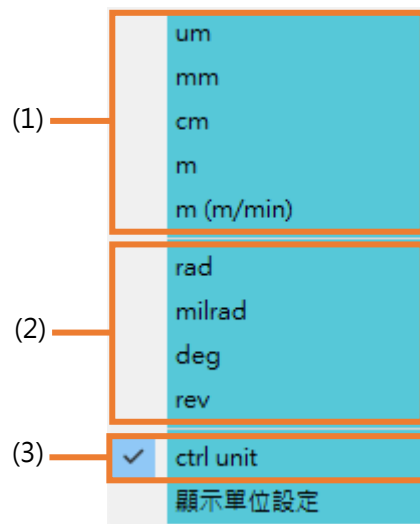 um
mm
(1)
cm
m
m (m/min)
rad
milrad
(2)
deg
rev
(3)
ctrl unit
顯示單位設定